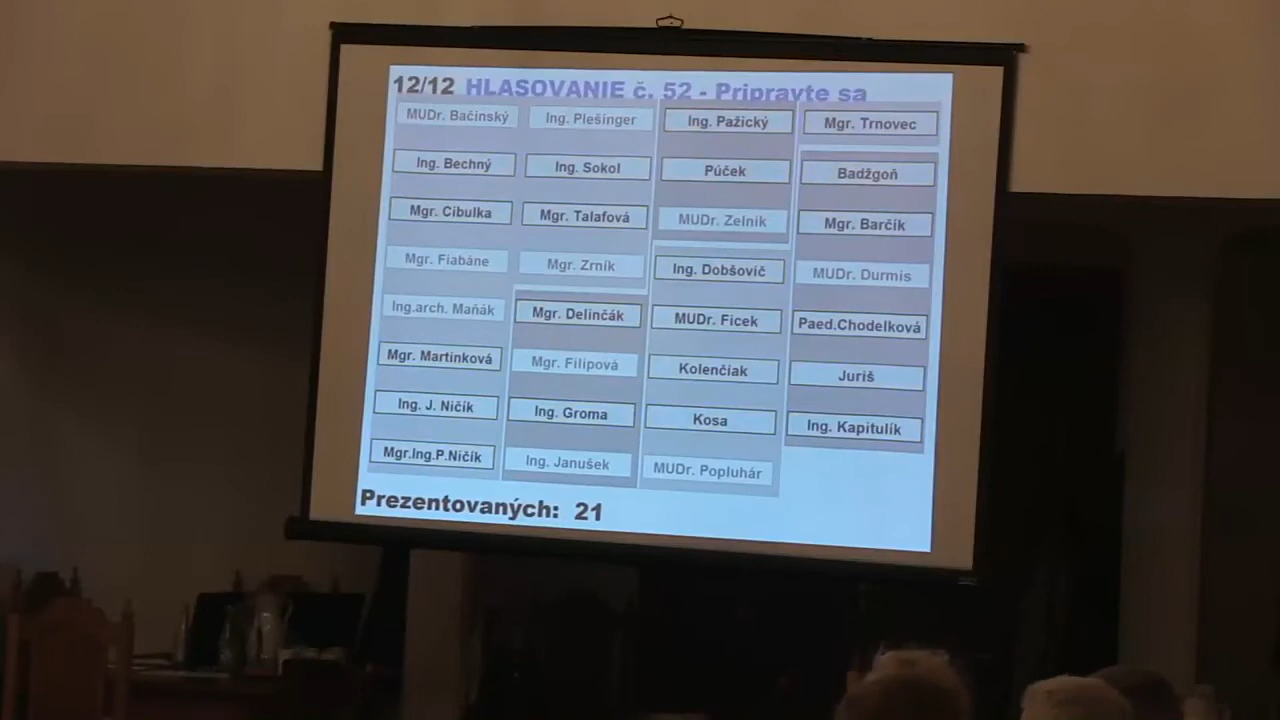 12/12 HLASOVANIE č. 52 - Pripravte sa
MUDr. Bačinský
Ing. Bechný
Mgr. Cibulka
Mgr. Fiabáne
Ing.arch. Maňák
Mgr. Martinková
Ing. J. Ničík
Mgr.Ing.P.Ničík
Ing. Plešinger
Ing. Sokol
Mgr. Talafová
Mgr. Zrník
Mgr. Delinčák
Mgr. Filipová
Ing. Groma
Ing. Janušek
Ing. Pažický
Púček
MUDr. Zelník
Ing. Dobšovič
MUDr. Ficek
Kolenčiak
Kosa
MUDr. Popluhár
Mgr. Trnovec
Badžgoň
Mgr. Barčík
MUDr. Durmis
Paed.Chodelková
Juriš
Ing. Kapitulík
Prezentovaných: 21